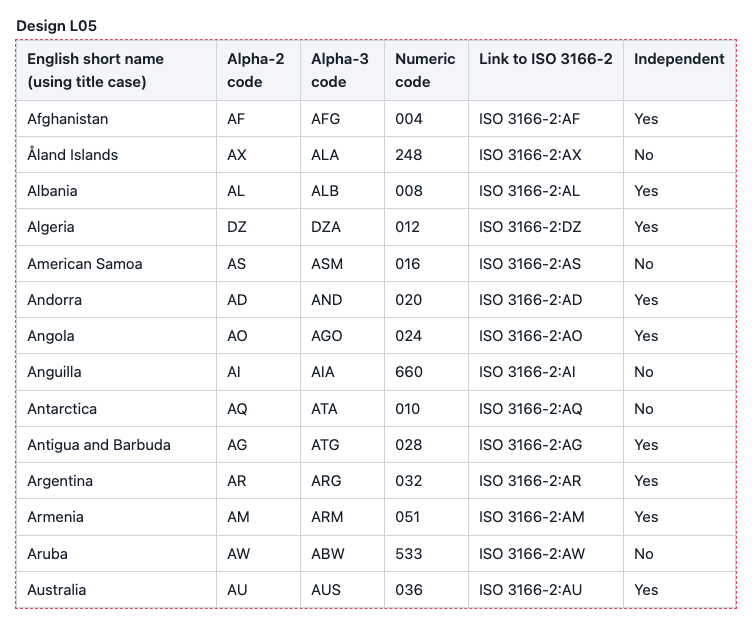 Design L05
English short name (using title case) Alpha-2 code Alpha-3 code Numeric code Link to ISO 3166-2 Independent
Afghanistan AF AFG 004 ISO 3166-2:AF Yes
Åland Islands AX ALA 248 ISO 3166-2:AX No
Albania AL ALB 008 ISO 3166-2:AL Yes
Algeria DZ DZA 012 ISO 3166-2:DZ Yes
American Samoa AS ASM 016 ISO 3166-2:AS No
Andorra AD AND 020 ISO 3166-2:AD Yes
Angola AO AGO 024 ISO 3166-2:AO Yes
Anguilla AI AIA 660 ISO 3166-2:AI No
Antarctica AQ ATA 010 ISO 3166-2:AQ No
Antigua and Barbuda AG ATG 028 ISO 3166-2:AG Yes
Argentina AR ARG 032 ISO 3166-2:AR Yes
Armenia AM ARM 051 ISO 3166-2:AM Yes
Aruba AW ABW 533 ISO 3166-2:AW No
Australia AU AUS 036 ISO 3166-2:AU Yes